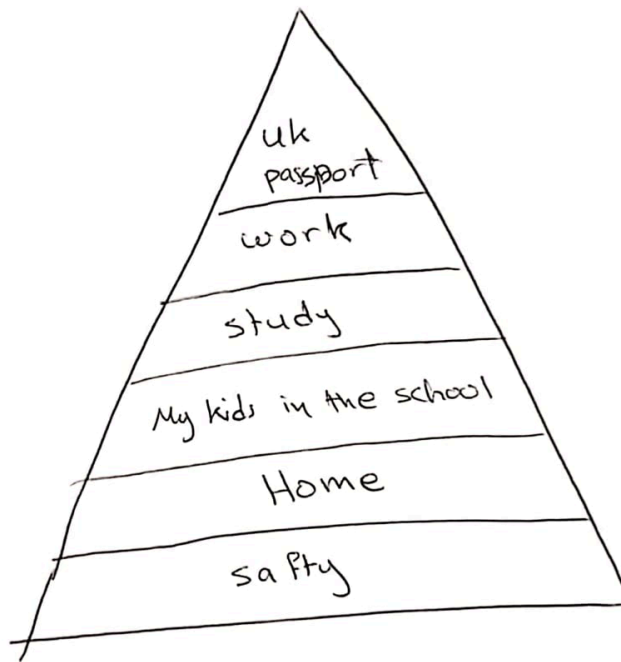 uk
passport
work
study
My kids in the school
Home
safty